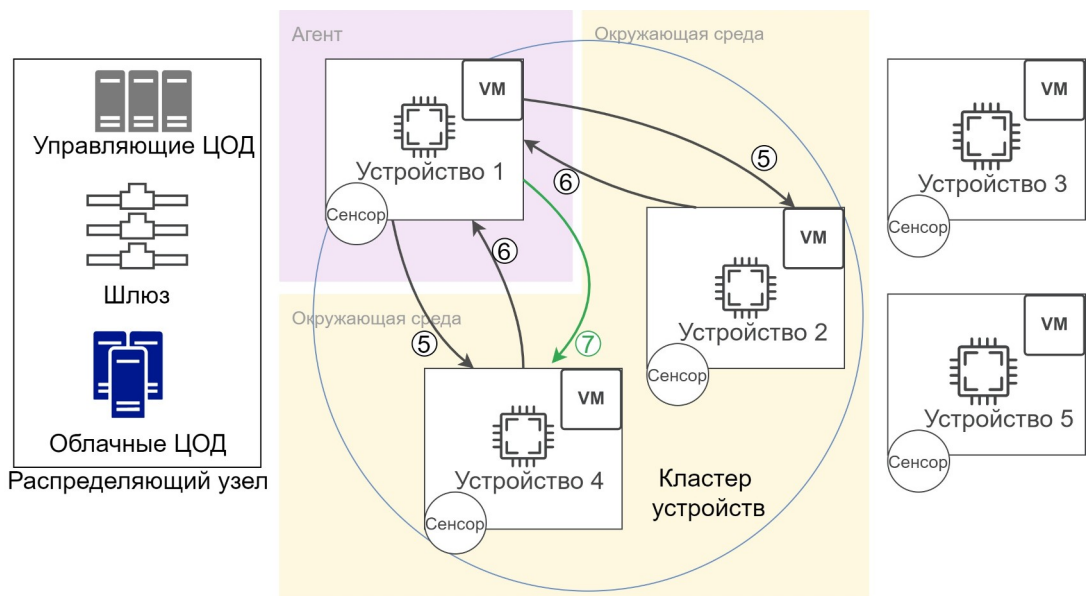 Управляющие ЦОД
Шлюз
Облачные ЦОД
Распределяющий узел
Агент
Окружающая среда
VM
Устройство 1
Сенсор
⑤
⑥
VM
Устройство 2
Сенсор
⑥
⑤
⑦
Окружающая среда
VM
Устройство 4
Сенсор
Кластер
устройств
VM
Устройство 3
Сенсор
VM
Устройство 5
Сенсор